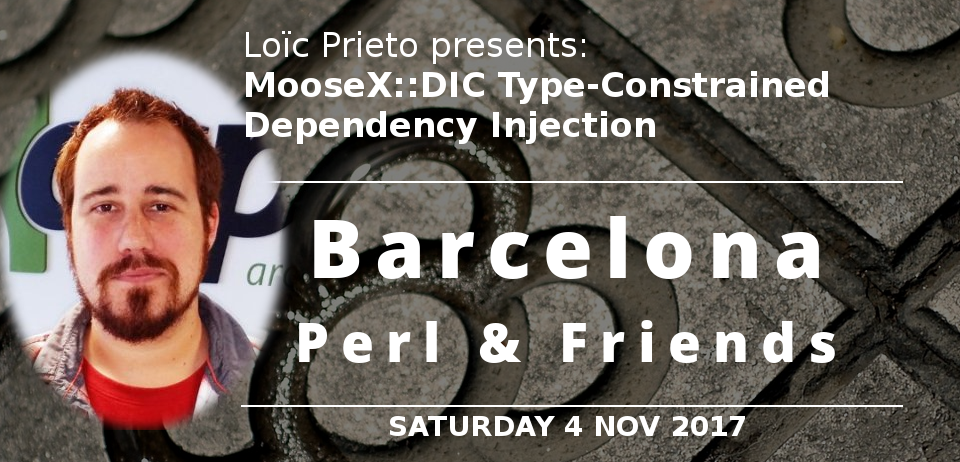 Loïc Prieto presents:
MooseX::DIC Type-Constrained
Dependency Injection
Barcelona
Perl & Friends
SATURDAY 4 NOV 2017